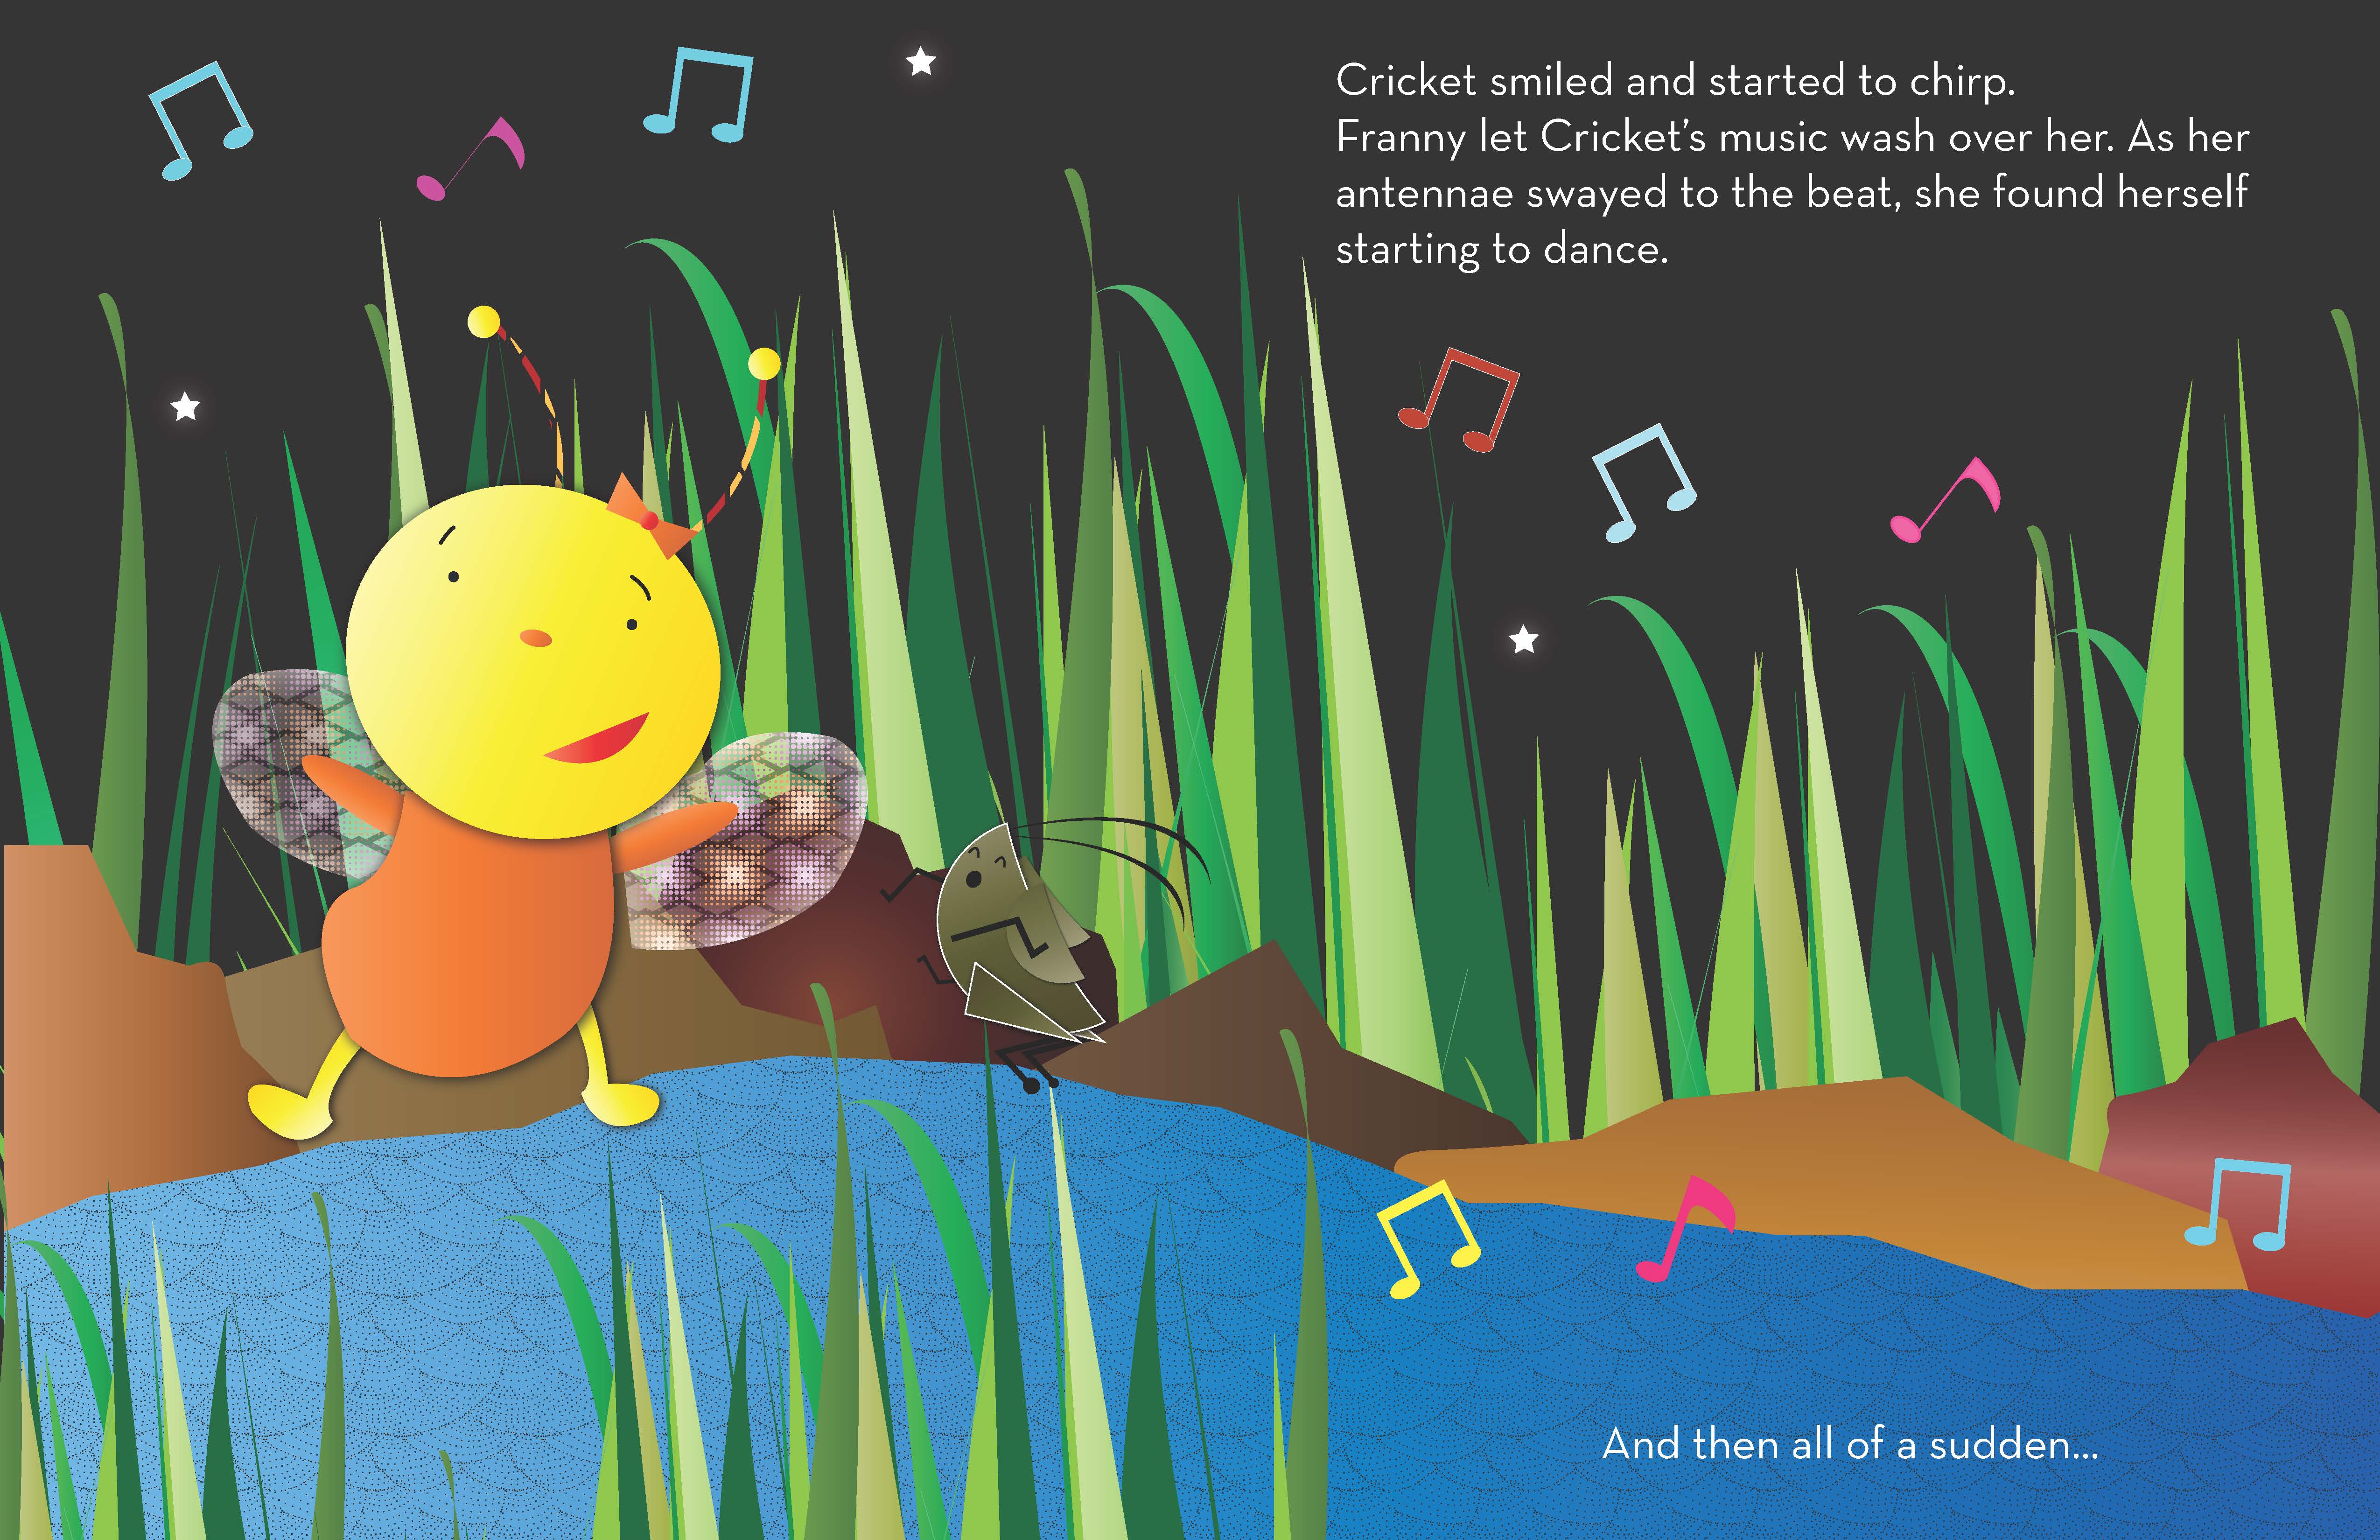 Cricket smiled and started to chirp.
Franny let Cricket’s music wash over her. As her
antennae swayed to the beat, she found herself
starting to dance.
And then all of a sudden...